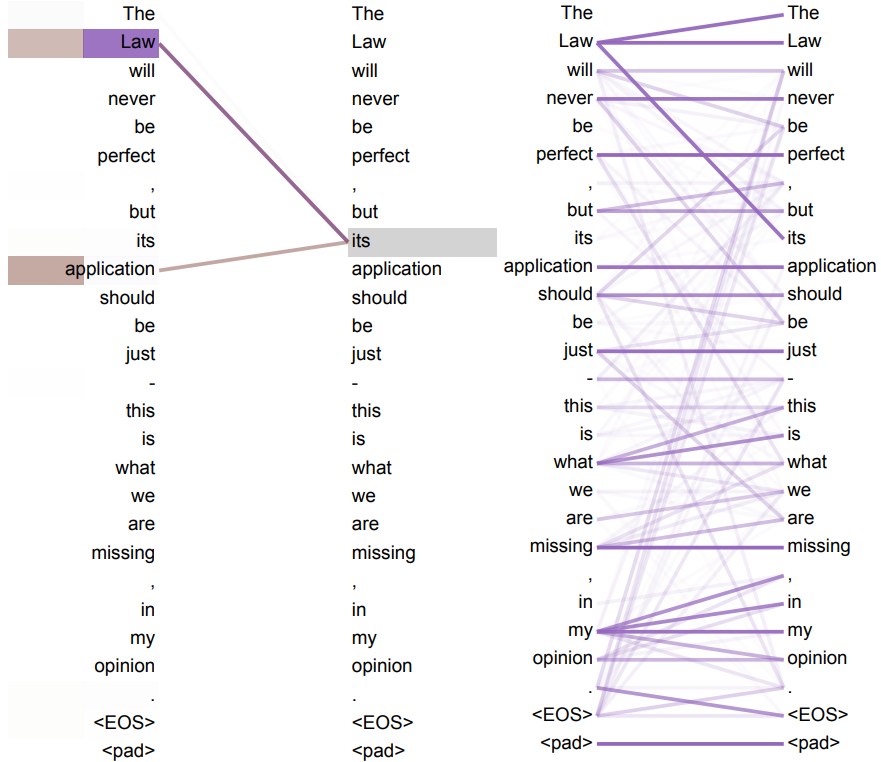 The The The The
Law Law Law Law
will will will will
never never never never
be be be be
perfect perfect perfect perfect
, , , ,
but but but but
its its its its
application application application application
should should should should
be be be be
just just just just
- - - -
this this this this
is is is is
what what what what
we we we we
are are are are
missing missing missing missing
, , , ,
in in in in
my my my my
opinion opinion opinion opinion
. . . .
<EOS> <EOS> <EOS> <EOS>
<pad> <pad> <pad> <pad>